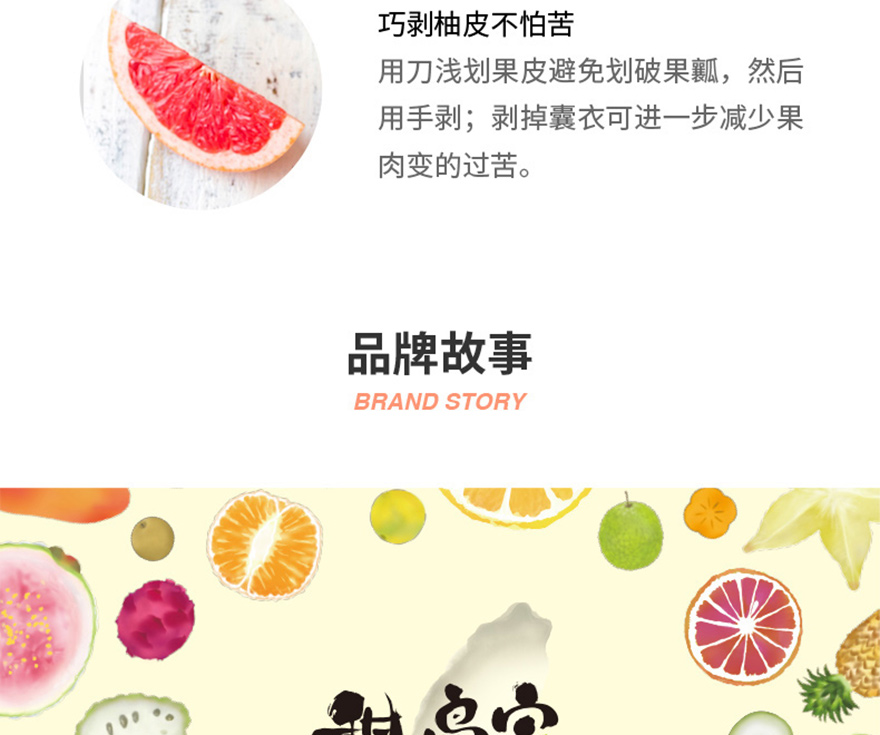 巧剥柚皮不怕苦
用刀浅划果皮避免划破果瓤，然后
用手剥；剥掉囊衣可进一步减少果
肉变的过苦。
品牌故事
BRAND STORY